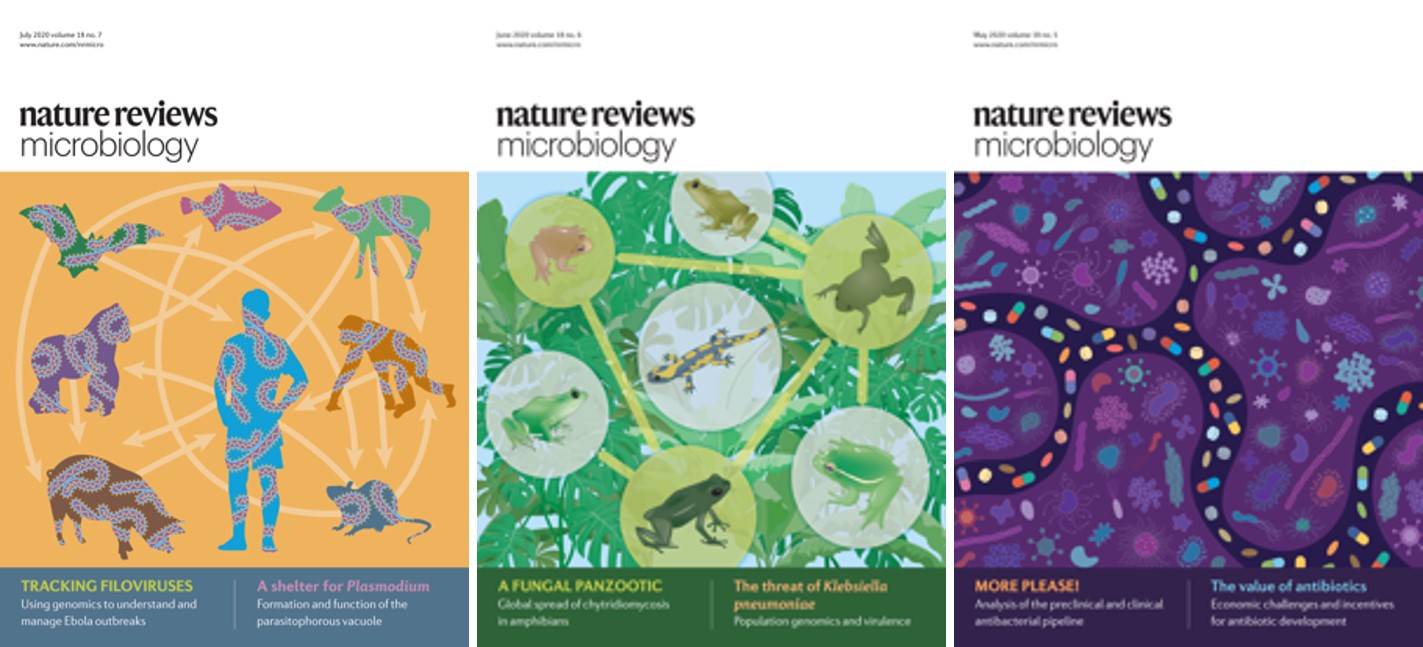 July 2020 volume 18 no. 7
www.nature.com/nrmicro
nature reviews
microbiology
TRACKING FILOVIRUSES
Using genomics to understand and
manage Ebola outbreaks
A shelter for Plasmodium
Formation and function of the
parasitophorous vacuole
June 2020 volume 18 no. 6
www.nature.com/nrmicro
nature reviews
microbiology
A FUNGAL PANZOOTIC
Global spread of chytridiomycosis
in amphibians
The threat of Klebsiella
pneumoniae
Population genomics and virulence
May 2020 volume 18 no. 5
www.nature.com/nrmicro
nature reviews
microbiology
MORE PLEASE!
Analysis of the preclinical and clinical
antibacterial pipeline
The value of antibiotics
Economic challenges and incentives
for antibiotic development